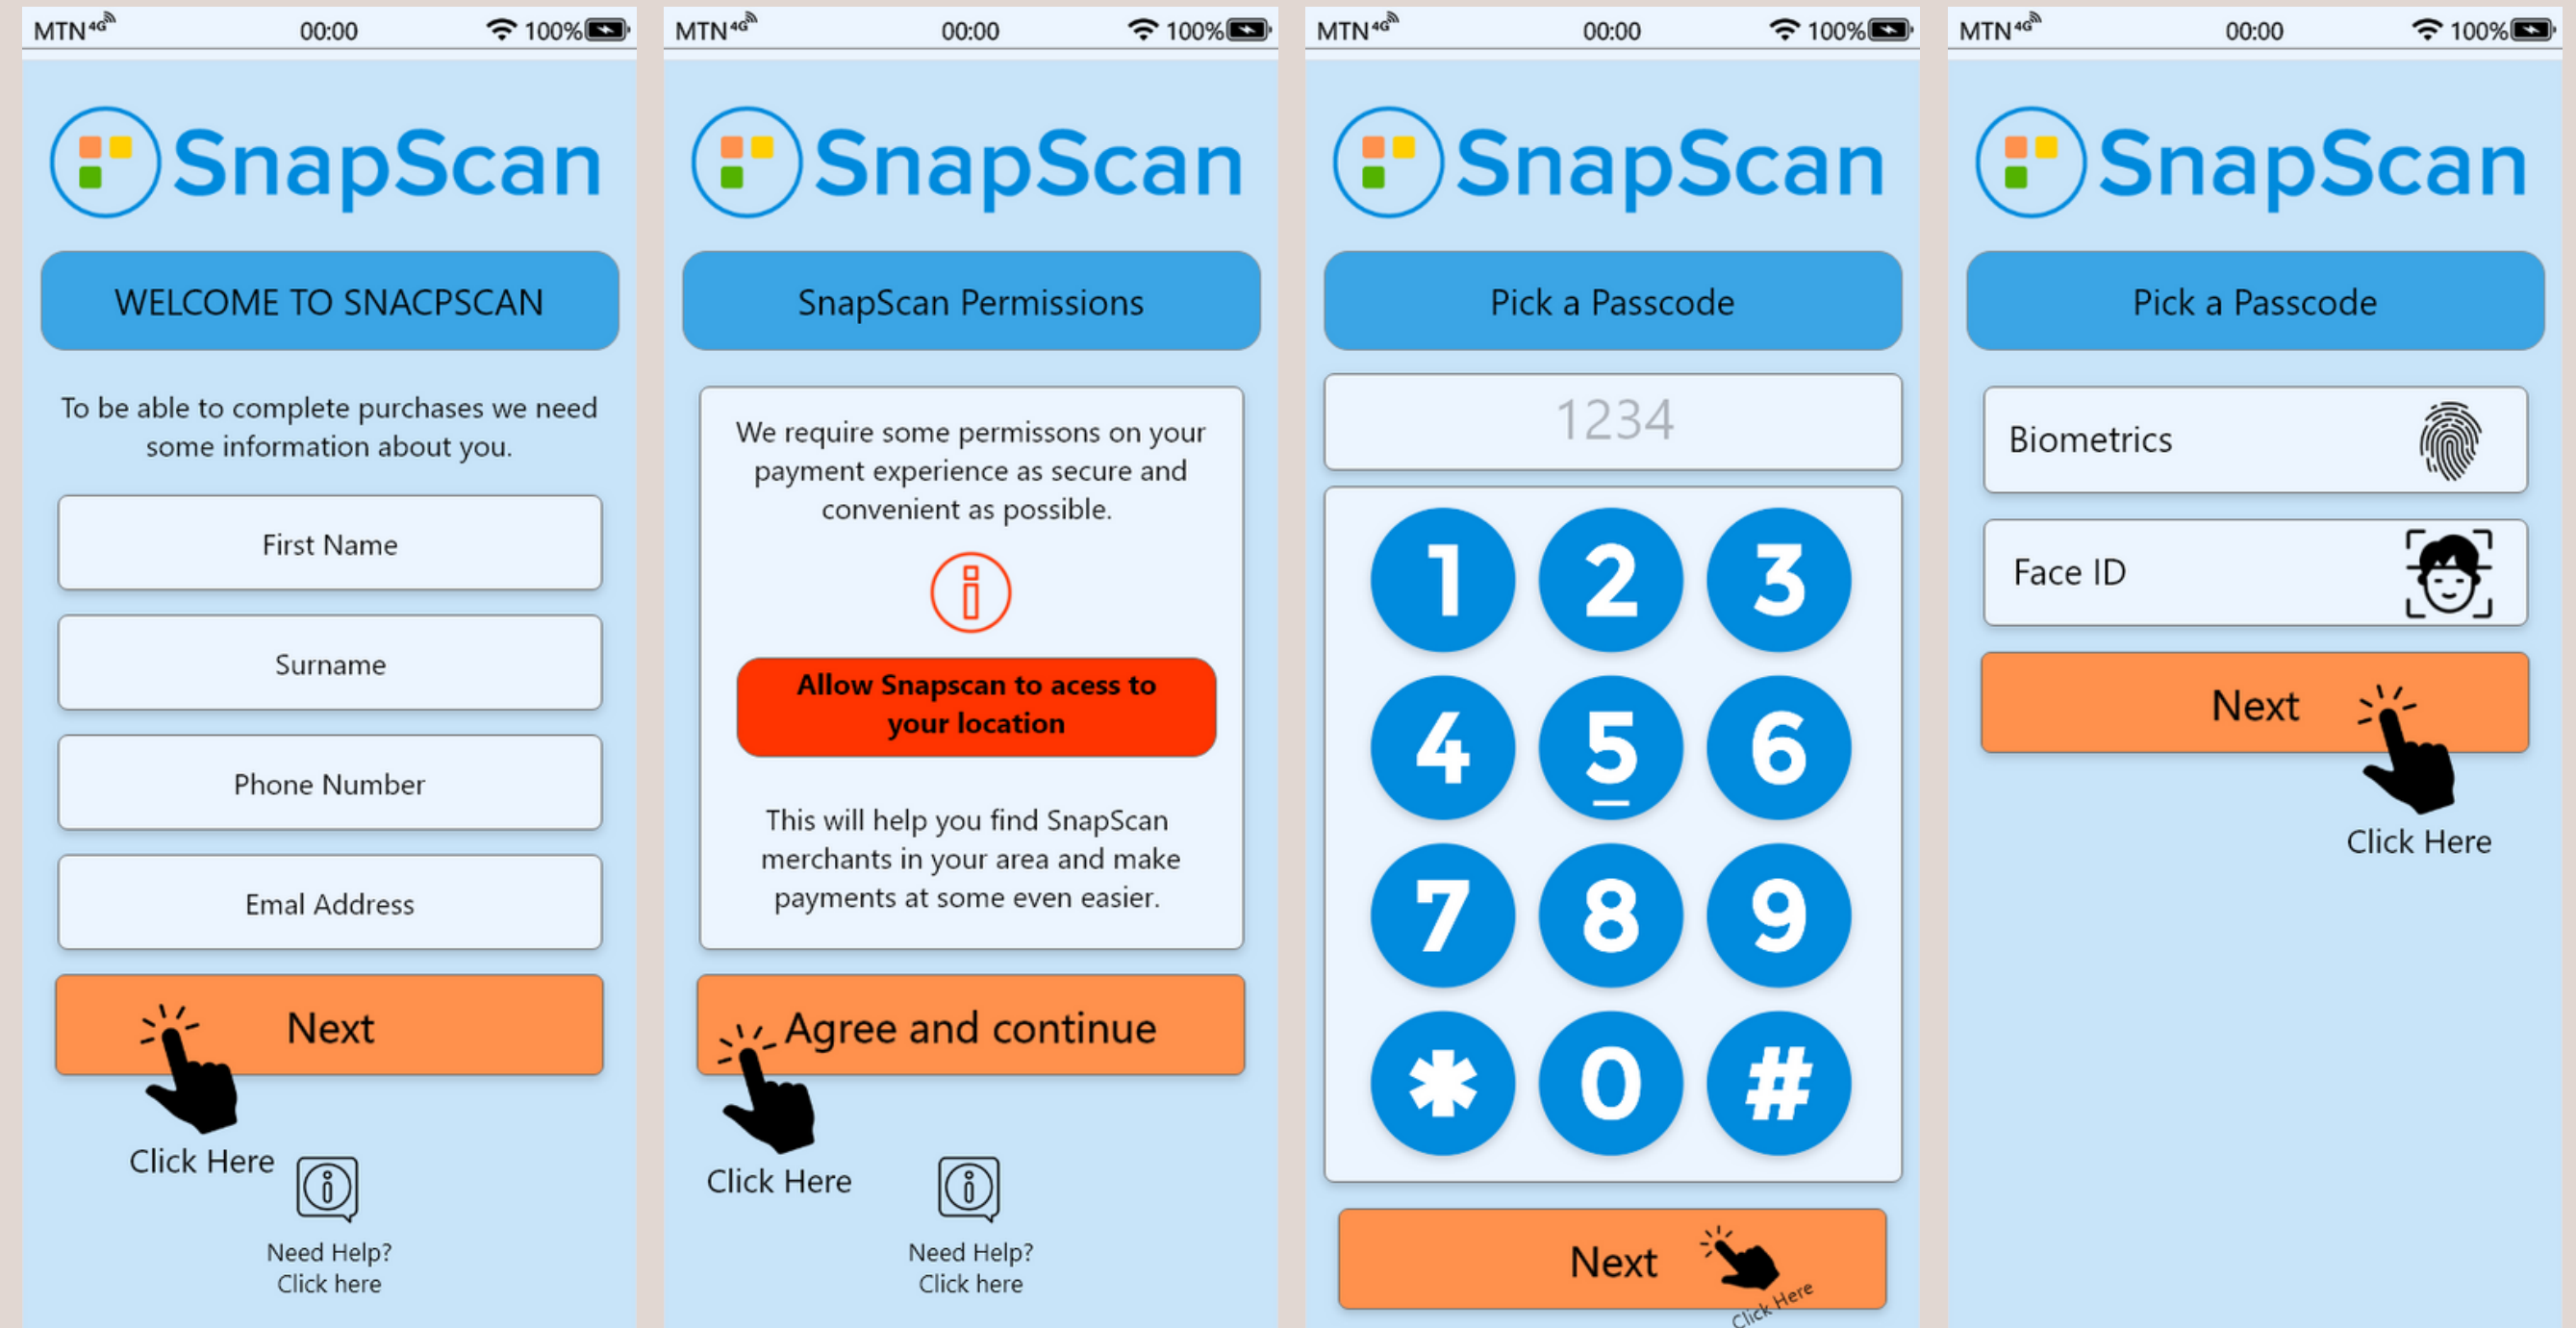 MTN 4G 00:00 100%
SnapScan
WELCOME TO SNACPSCAN
To be able to complete purchases we need
some information about you.
First Name
Surname
Phone Number
Emal Address
Next
Click Here
Need Help?
Click here
MTN 4G 00:00 100%
SnapScan
SnapScan Permissions
We require some permissons on your
payment experience as secure and
convenient as possible.
Allow Snapscan to acess to
your location
This will help you find SnapScan
merchants in your area and make
payments at some even easier.
Agree and continue
Click Here
Need Help?
Click here
MTN 4G 00:00 100%
SnapScan
Pick a Passcode
1234
1 2 3
4 5 6
7 8 9
* 0 #
Next
Click Here
MTN 4G 00:00 100%
SnapScan
Pick a Passcode
Biometrics
Face ID
Next
Click Here